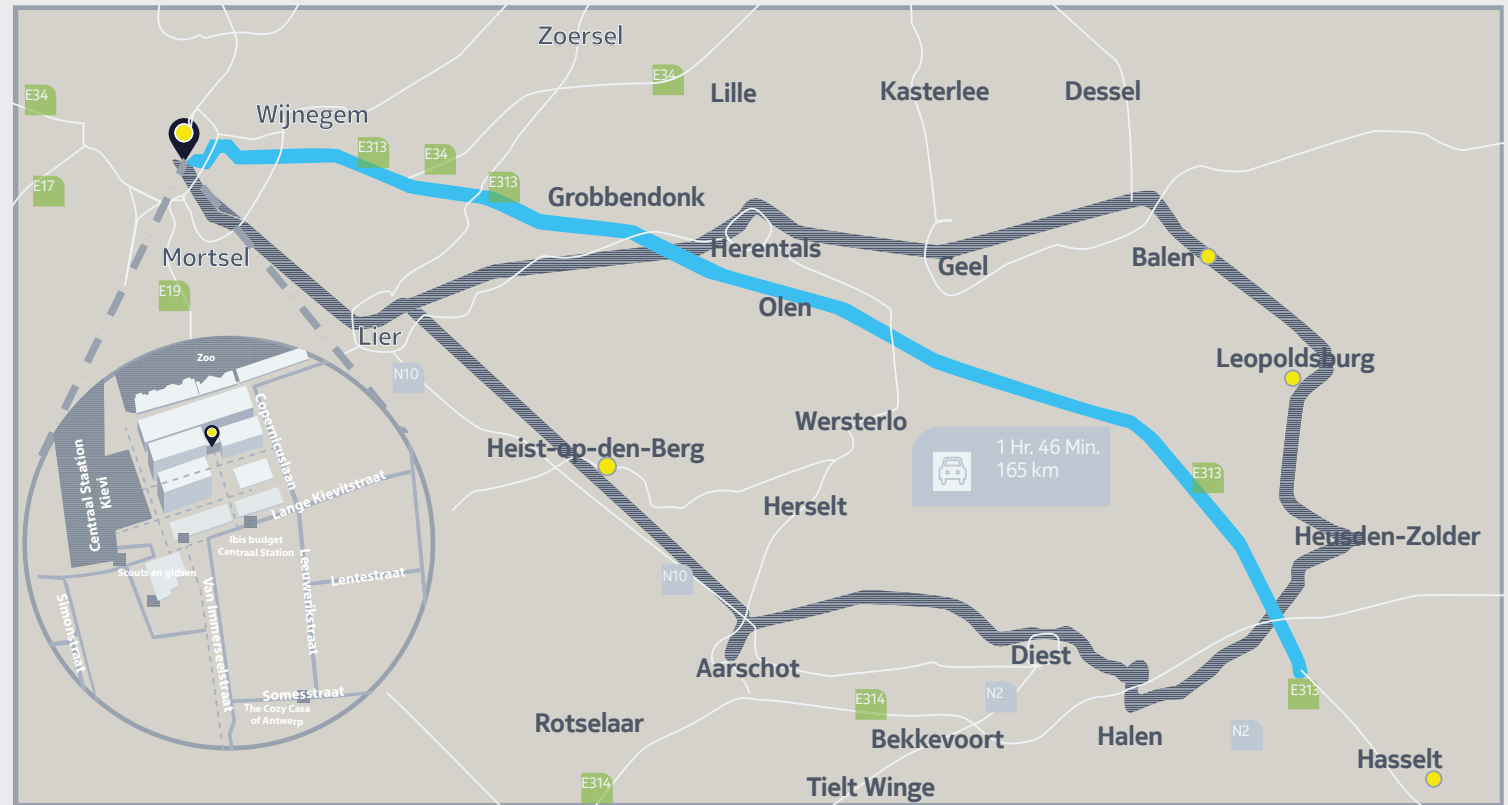 Zoersel
E34
Lille
Kasterlee
Dessel
E34
Wijnegem
E313
E34
E313
E17
Grobbendonk
Mortsel
Herentals
Geel
Balen
E19
Olen
Lier
Zoo
Leopoldsburg
N10
Copernicuslaan
Wersterlo
Heist-op-den-Berg
1 Hr. 46 Min.
165 km
Centraal Staation
Kievi
Lange Kievitstraat
E313
Herselt
Ibis budget
Centraal Station
Heusden-Zolder
Scouts en gidsen
Lentestraat
N10
Simonstraat
Van Immerseelstraat
Leeuwerikstraat
Aarschot
Diest
Somesstraat
The Cozy Casa
of Antwerp
E314
N2
E313
Rotselaar
Bekkevoort
Halen
N2
Hasselt
E314
Tielt Winge